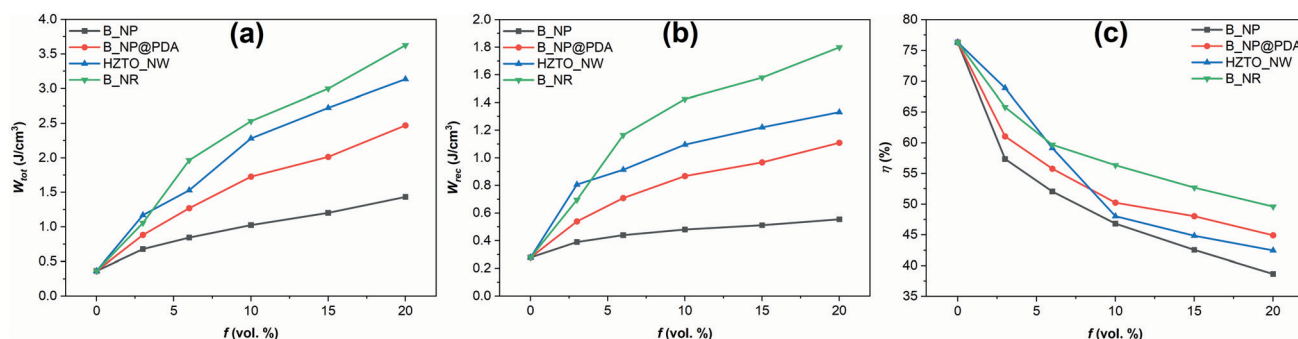 (a)
B_NP
B_NP@PDA
HZTO_NW
B_NR
4.0
3.5
3.0
2.5
2.0
1.5
1.0
0.5
0.0
W_tot (J/cm³)
0 5 10 15 20
f (vol. %)
(b)
B_NP
B_NP@PDA
HZTO_NW
B_NR
2.0
1.8
1.6
1.4
1.2
1.0
0.8
0.6
0.4
0.2
0.0
W_rec (J/cm³)
0 5 10 15 20
f (vol. %)
(c)
B_NP
B_NP@PDA
HZTO_NW
B_NR
80
75
70
65
60
55
50
45
40
35
η (%)
0 5 10 15 20
f (vol. %)